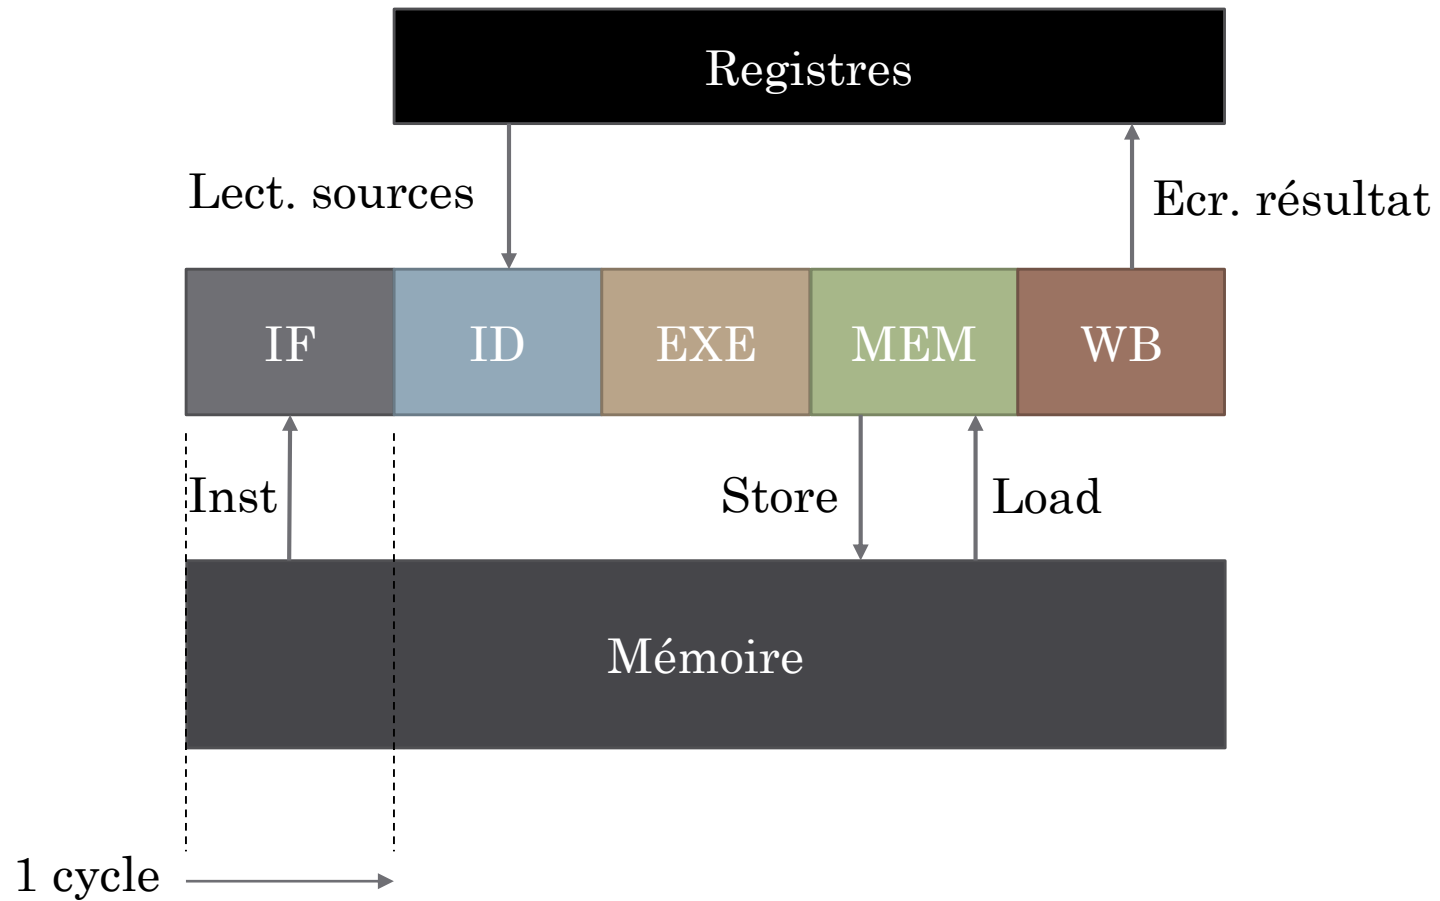 Registres
Lect. sources
Ecr. résultat
IF
ID
EXE
MEM
WB
Inst
Store
Load
Mémoire
1 cycle